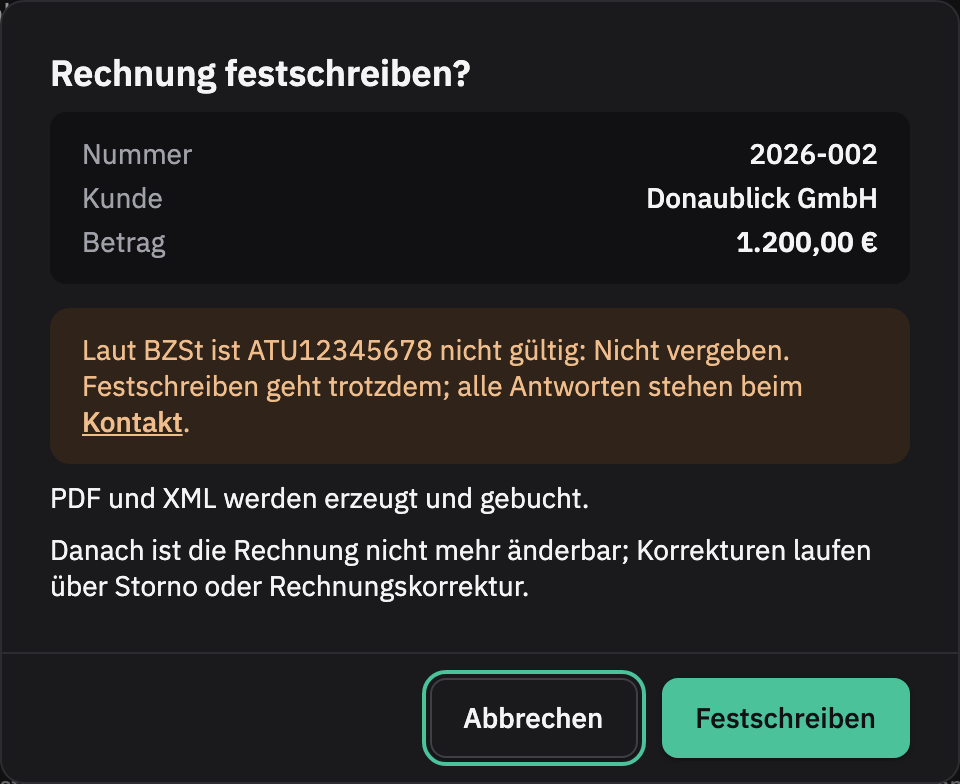 Rechnung festschreiben?
Nummer 2026-002
Kunde Donaublick GmbH
Betrag 1.200,00 €
Laut BZSt ist ATU12345678 nicht gültig: Nicht vergeben.
Festschreiben geht trotzdem; alle Antworten stehen beim
Kontakt.
PDF und XML werden erzeugt und gebucht.
Danach ist die Rechnung nicht mehr änderbar; Korrekturen laufen
über Storno oder Rechnungskorrektur.
Abbrechen Festschreiben